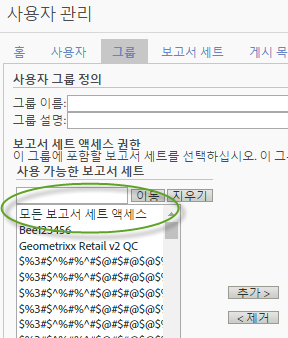 사용자 관리
홈 사용자 그룹 보고서 세트 게시 목
사용자 그룹 정의
그룹 이름:
그룹 설명:
보고서 세트 액세스 권한
이 그룹에 포함할 보고서 세트를 선택하십시오. 이 그
사용 가능한 보고서 세트
이동 지우기
모든 보고서 세트 액세스
Beel23456
Geometrixx Retail v2 QC
$%3#$^%#%^#$@#$#@$@$%
$%3#$^%#%^#$@#$#@$@$%
$%3#$^%#%^#$@#$#@$@$%
추가 >
$%3#$^%#%^#$@#$#@$@$%
< 제거
$%3#$^%#%^#$@#$#@$@$%